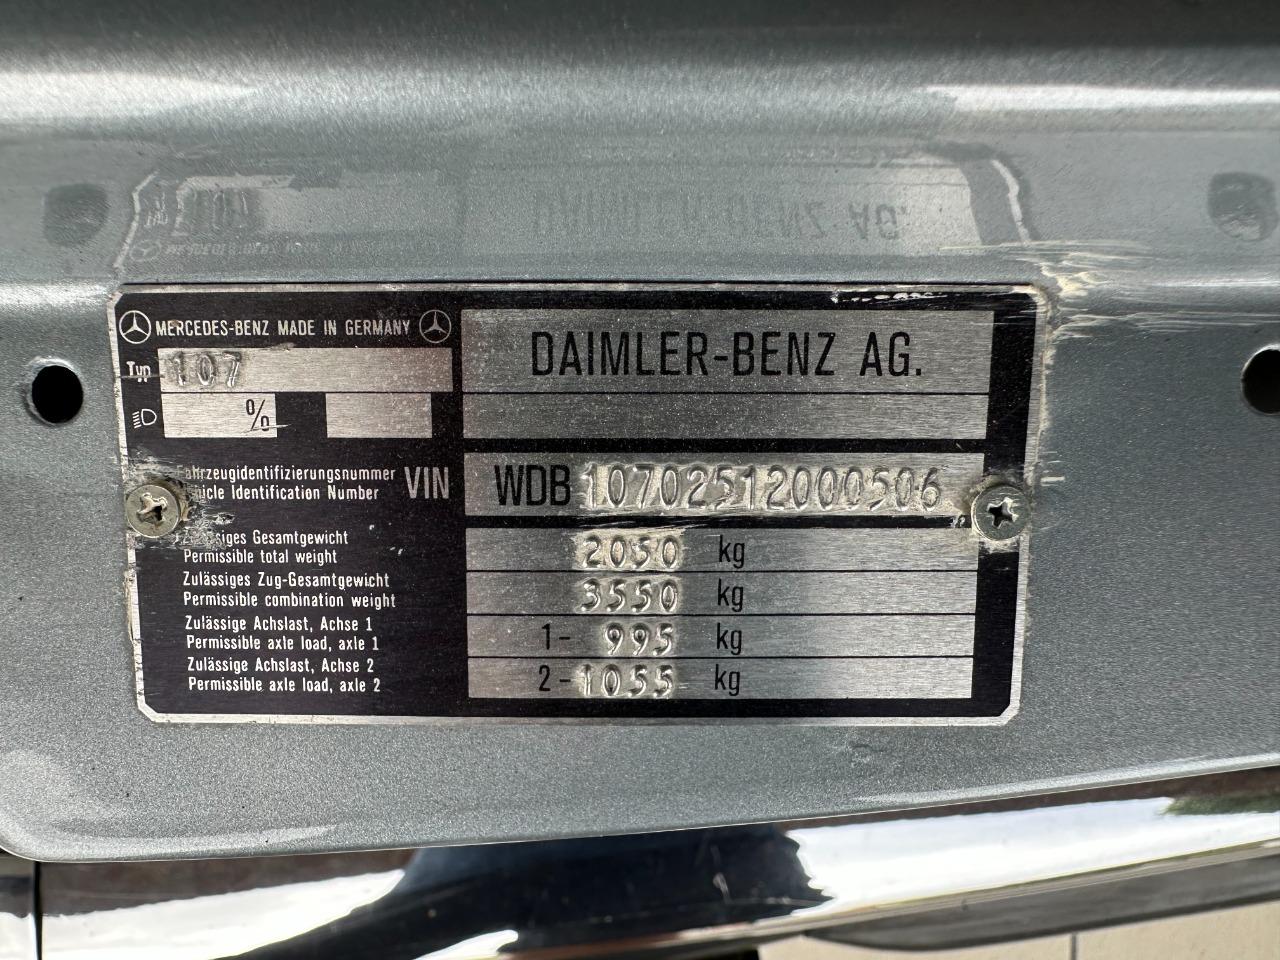 MERCEDES-BENZ MADE IN GERMANY
DAIMLER-BENZ AG.
Typ 107
%
Fahrzeugidentifizierungsnummer
Vehicle Identification Number
VIN
WDB 10702512000506
Zulässiges Gesamtgewicht
Permissible total weight
2050 kg
Zulässiges Zug-Gesamtgewicht
Permissible combination weight
3550 kg
Zulässige Achslast, Achse 1
Permissible axle load, axle 1
1- 995 kg
Zulässige Achslast, Achse 2
Permissible axle load, axle 2
2- 1055 kg